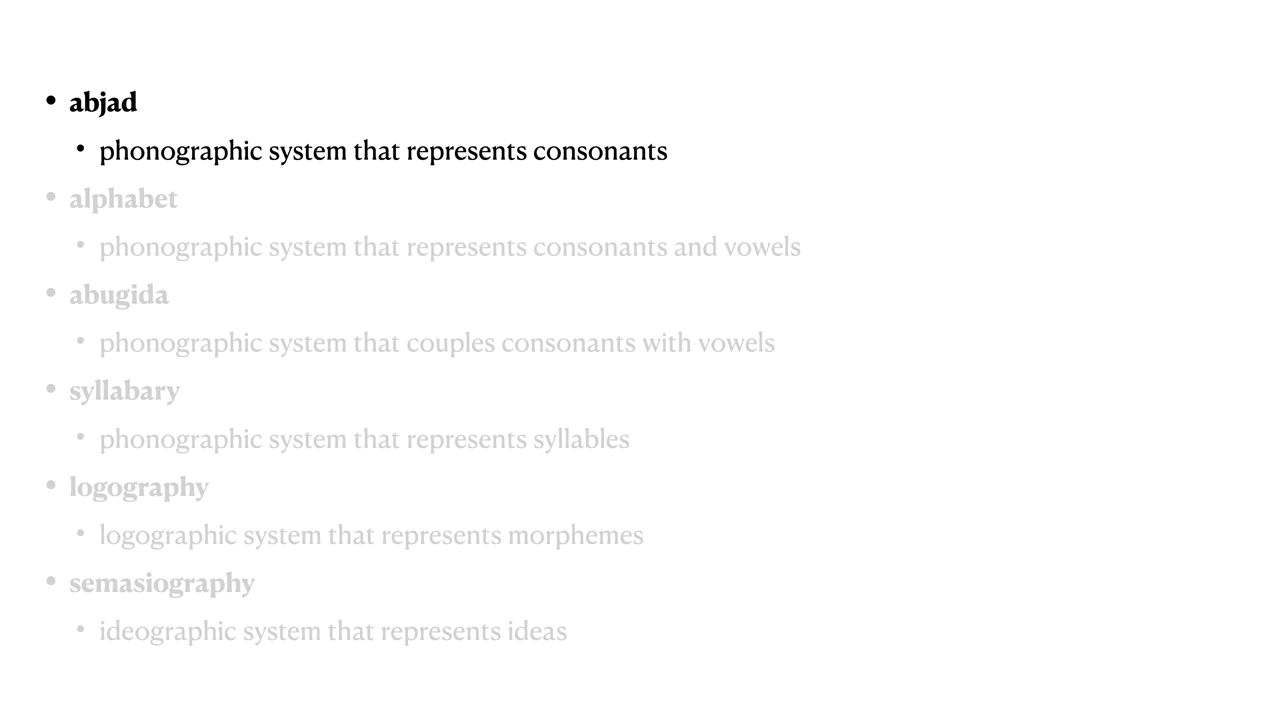 • abjad
• phonographic system that represents consonants
• alphabet
• phonographic system that represents consonants and vowels
• abugida
• phonographic system that couples consonants with vowels
• syllabary
• phonographic system that represents syllables
• logography
• logographic system that represents morphemes
• semasiography
• ideographic system that represents ideas